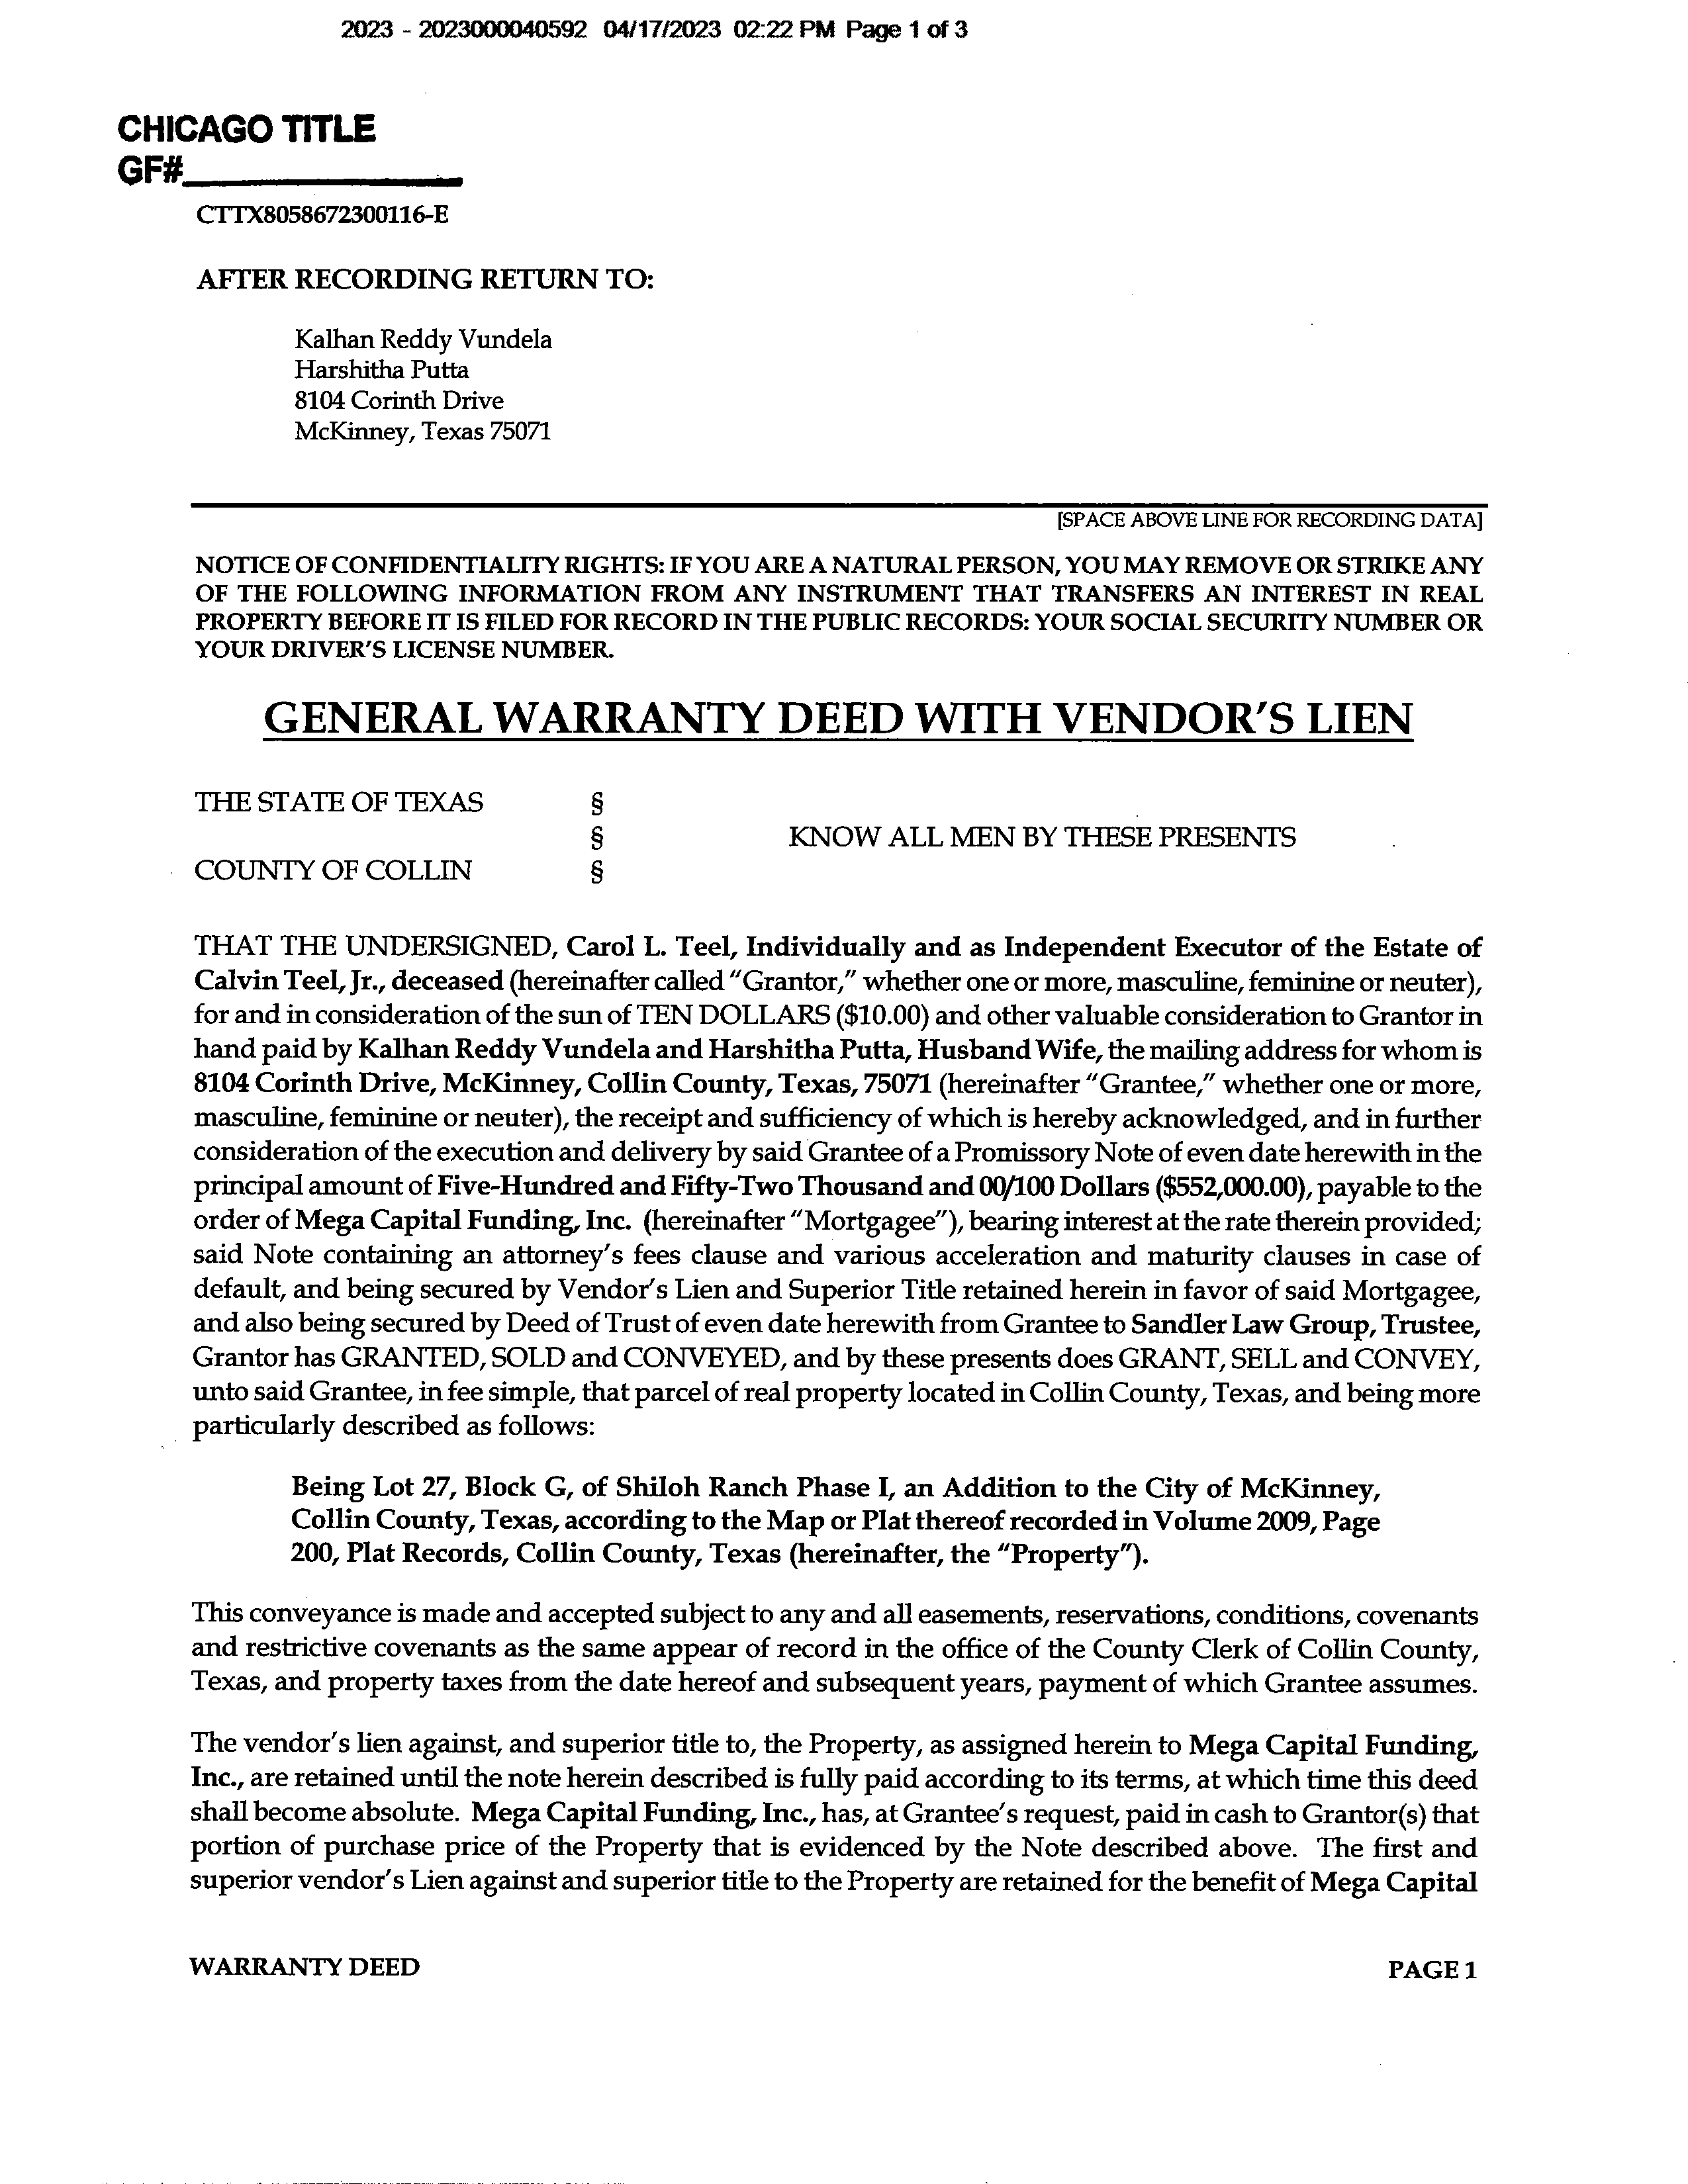 2023 - 2023000040592 04/17/2023 02:22 PM Page 1 of 3
CHICAGO TITLE
GF#
CTTX8058672300116-E
AFTER RECORDING RETURN TO:
Kalhan Reddy Vundela
Harshitha Putta
8104 Corinth Drive
McKinney, Texas 75071
[SPACE ABOVE LINE FOR RECORDING DATA]
NOTICE OF CONFIDENTIALITY RIGHTS: IF YOU ARE A NATURAL PERSON, YOU MAY REMOVE OR STRIKE ANY
OF THE FOLLOWING INFORMATION FROM ANY INSTRUMENT THAT TRANSFERS AN INTEREST IN REAL
PROPERTY BEFORE IT IS FILED FOR RECORD IN THE PUBLIC RECORDS: YOUR SOCIAL SECURITY NUMBER OR
YOUR DRIVER'S LICENSE NUMBER.
GENERAL WARRANTY DEED WITH VENDOR'S LIEN
THE STATE OF TEXAS §
§ KNOW ALL MEN BY THESE PRESENTS
COUNTY OF COLLIN §
THAT THE UNDERSIGNED, Carol L. Teel, Individually and as Independent Executor of the Estate of
Calvin Teel, Jr., deceased (hereinafter called "Grantor," whether one or more, masculine, feminine or neuter),
for and in consideration of the sun of TEN DOLLARS ($10.00) and other valuable consideration to Grantor in
hand paid by Kalhan Reddy Vundela and Harshitha Putta, Husband Wife, the mailing address for whom is
8104 Corinth Drive, McKinney, Collin County, Texas, 75071 (hereinafter "Grantee," whether one or more,
masculine, feminine or neuter), the receipt and sufficiency of which is hereby acknowledged, and in further
consideration of the execution and delivery by said Grantee of a Promissory Note of even date herewith in the
principal amount of Five-Hundred and Fifty-Two Thousand and 00/100 Dollars ($552,000.00), payable to the
order of Mega Capital Funding, Inc. (hereinafter "Mortgagee"), bearing interest at the rate therein provided;
said Note containing an attorney's fees clause and various acceleration and maturity clauses in case of
default, and being secured by Vendor's Lien and Superior Title retained herein in favor of said Mortgagee,
and also being secured by Deed of Trust of even date herewith from Grantee to Sandler Law Group, Trustee,
Grantor has GRANTED, SOLD and CONVEYED, and by these presents does GRANT, SELL and CONVEY,
unto said Grantee, in fee simple, that parcel of real property located in Collin County, Texas, and being more
particularly described as follows:
Being Lot 27, Block G, of Shiloh Ranch Phase I, an Addition to the City of McKinney,
Collin County, Texas, according to the Map or Plat thereof recorded in Volume 2009, Page
200, Plat Records, Collin County, Texas (hereinafter, the "Property").
This conveyance is made and accepted subject to any and all easements, reservations, conditions, covenants
and restrictive covenants as the same appear of record in the office of the County Clerk of Collin County,
Texas, and property taxes from the date hereof and subsequent years, payment of which Grantee assumes.
The vendor's lien against, and superior title to, the Property, as assigned herein to Mega Capital Funding,
Inc., are retained until the note herein described is fully paid according to its terms, at which time this deed
shall become absolute. Mega Capital Funding, Inc., has, at Grantee's request, paid in cash to Grantor(s) that
portion of purchase price of the Property that is evidenced by the Note described above. The first and
superior vendor's Lien against and superior title to the Property are retained for the benefit of Mega Capital
WARRANTY DEED PAGE 1